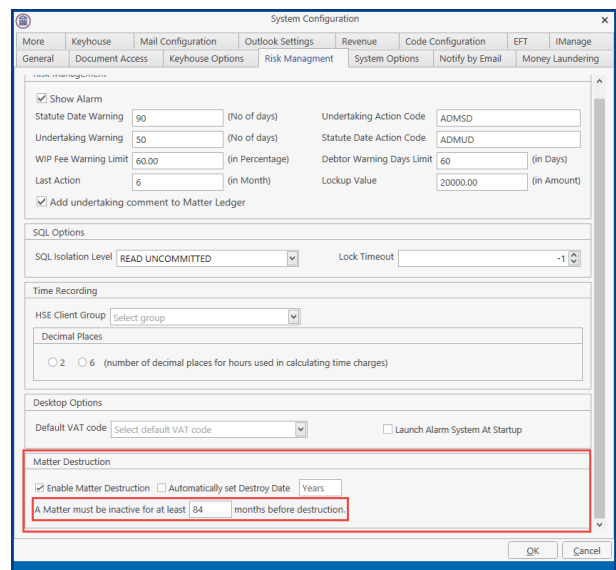 System Configuration
More Keyhouse Mail Configuration Outlook Settings Revenue Code Configuration EFT IManage
General Document Access Keyhouse Options Risk Managment System Options Notify by Email Money Laundering
Risk Management
Show Alarm
Statute Date Warning 90 (No of days) Undertaking Action Code ADMSD
Undertaking Warning 50 (No of days) Statute Date Action Code ADMUD
WIP Fee Warning Limit 60.00 (in Percentage) Debtor Warning Days Limit 60 (in Days)
Last Action 6 (in Month) Lockup Value 20000.00 (in Amount)
Add undertaking comment to Matter Ledger
SQL Options
SQL Isolation Level READ UNCOMMITTED Lock Timeout -1
Time Recording
HSE Client Group Select group
Decimal Places
2 6 (number of decimal places for hours used in calculating time charges)
Desktop Options
Default VAT code Select default VAT code Launch Alarm System At Startup
Matter Destruction
Enable Matter Destruction Automatically set Destroy Date Years
A Matter must be inactive for at least 84 months before destruction.
OK Cancel